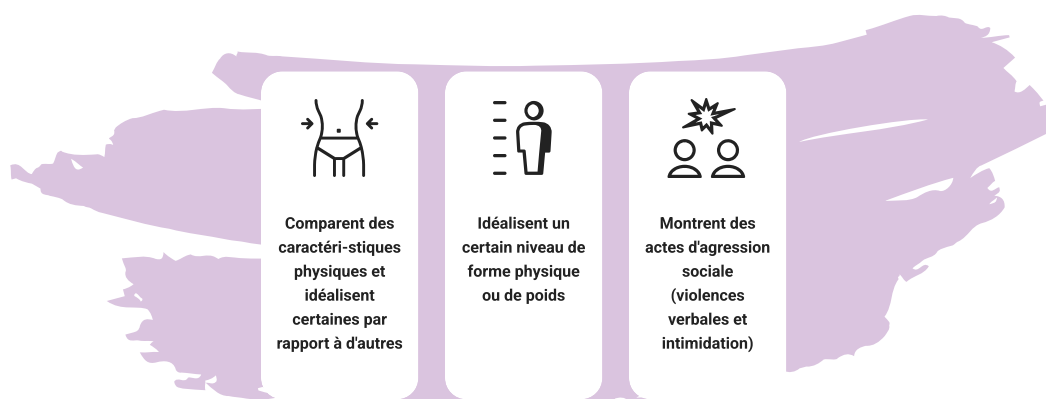 Comparent des
caractéri-stiques
physiques et
idéalisent
certaines par
rapport à d'autres
Idéalisent un
certain niveau de
forme physique
ou de poids
Montrent des
actes d'agression
sociale
(violences
verbales et
intimidation)